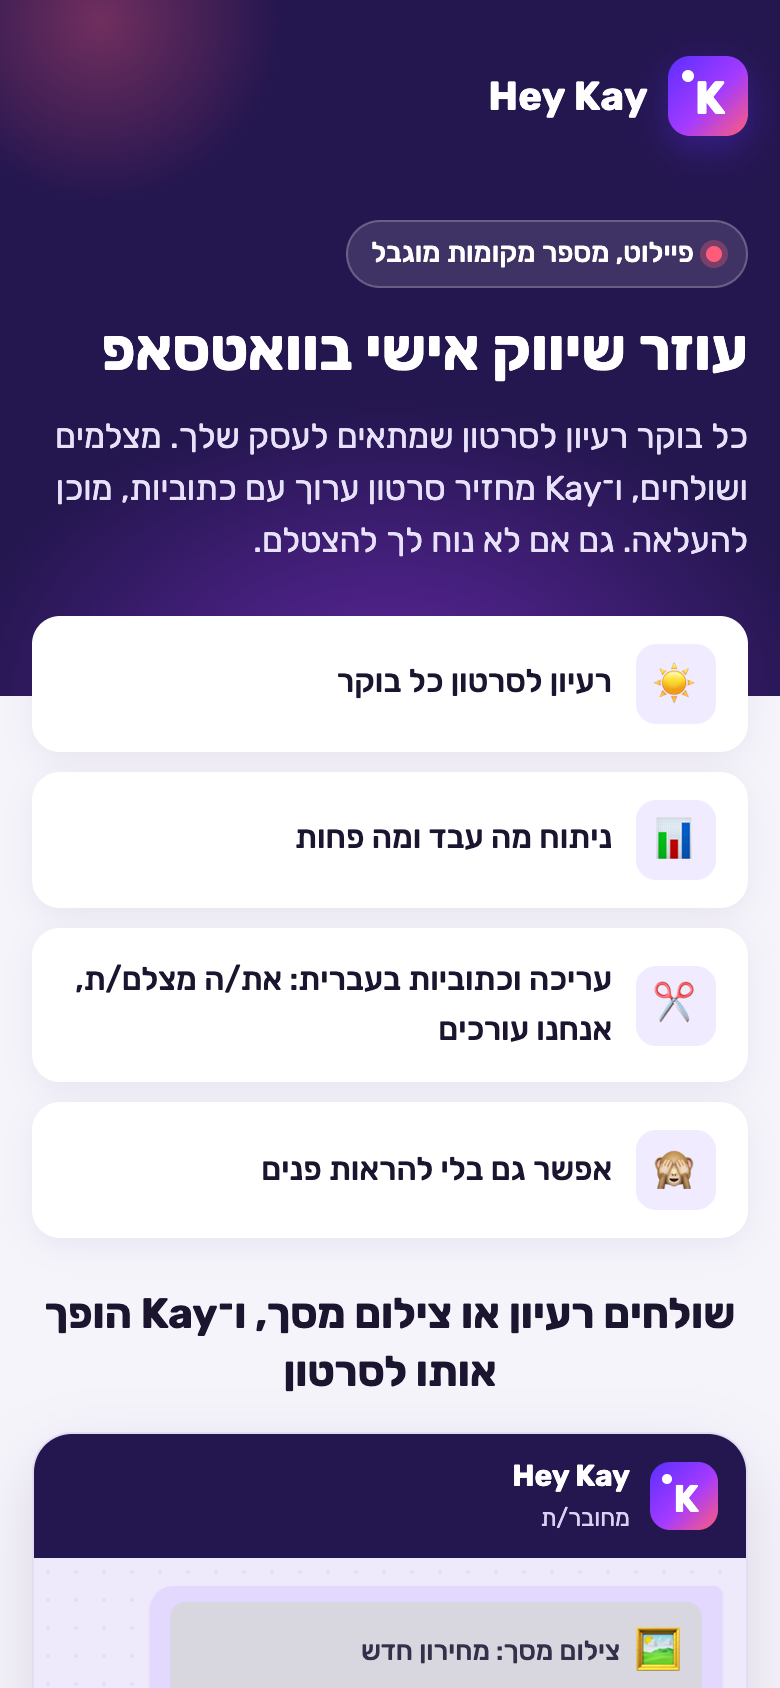 Hey Kay
K
פיילוט, מספר מקומות מוגבל
עוזר שיווק אישי בוואטסאפ
כל בוקר רעיון לסרטון שמתאים לעסק שלך. מצלמים
ושולחים, ו־Kay מחזיר סרטון ערוך עם כתוביות, מוכן
להעלאה. גם אם לא נוח לך להצטלם.
רעיון לסרטון כל בוקר
ניתוח מה עבד ומה פחות
עריכה וכתוביות בעברית: את/ה מצלם/ת,
אנחנו עורכים
אפשר גם בלי להראות פנים
שולחים רעיון או צילום מסך, ו־Kay הופך
אותו לסרטון
Hey Kay
K
מחובר/ת
צילום מסך: מחירון חדש